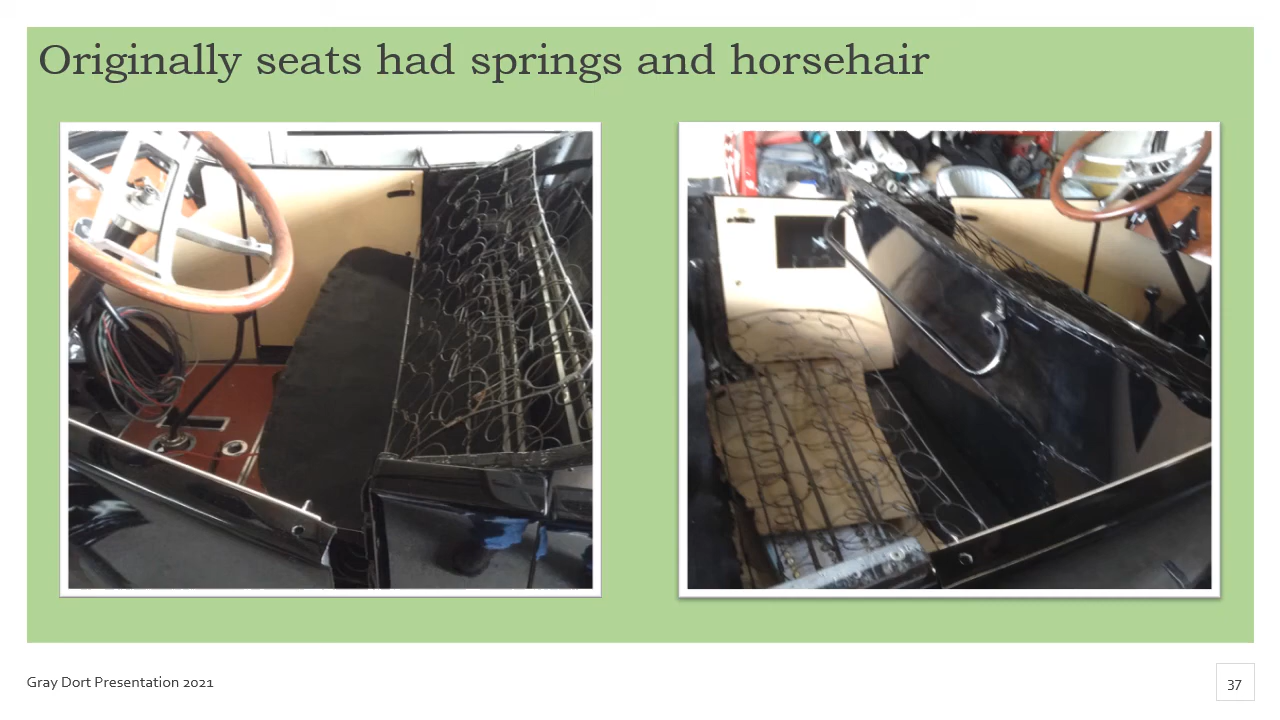 Originally seats had springs and horsehair
Gray Dort Presentation 2021
37